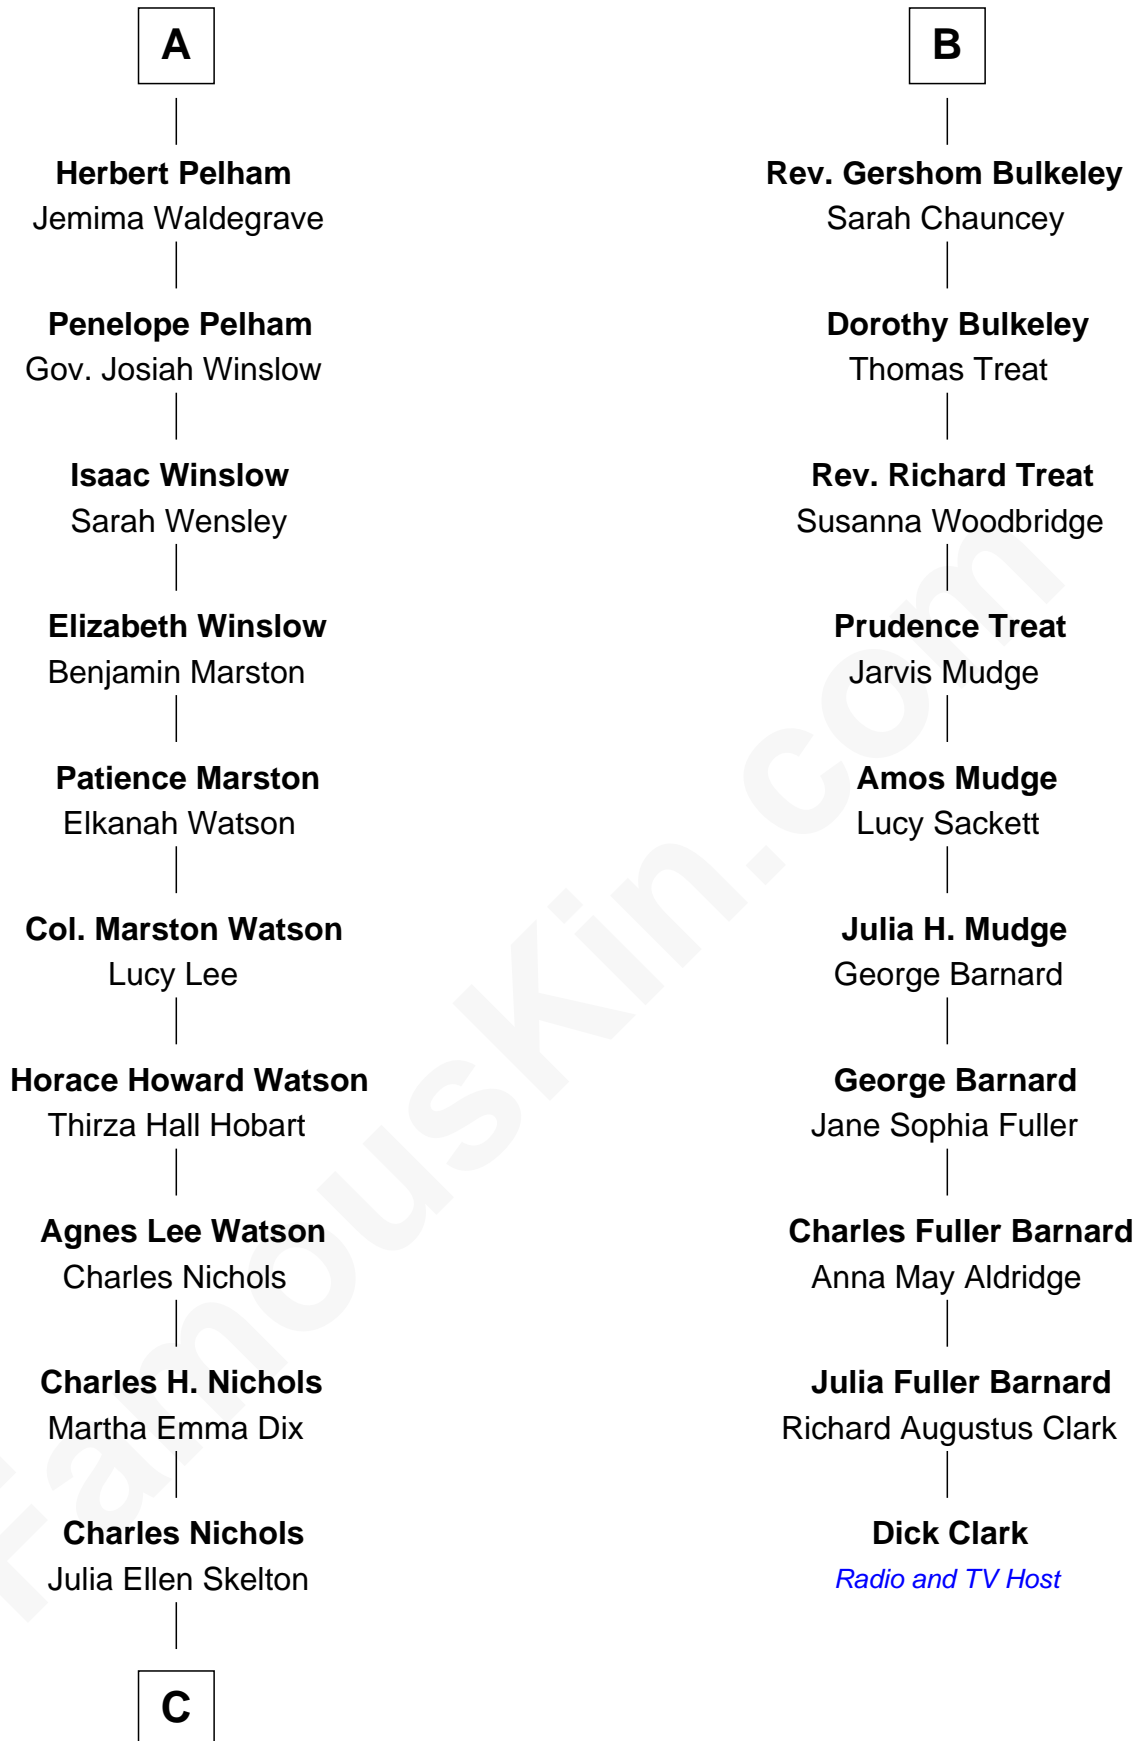 A
Herbert Pelham
Jemima Waldegrave
Penelope Pelham
Gov. Josiah Winslow
Isaac Winslow
Sarah Wensley
Elizabeth Winslow
Benjamin Marston
Patience Marston
Elkanah Watson
Col. Marston Watson
Lucy Lee
Horace Howard Watson
Thirza Hall Hobart
Agnes Lee Watson
Charles Nichols
Charles H. Nichols
Martha Emma Dix
Charles Nichols
Julia Ellen Skelton
C
B
Rev. Gershom Bulkeley
Sarah Chauncey
Dorothy Bulkeley
Thomas Treat
Rev. Richard Treat
Susanna Woodbridge
Prudence Treat
Jarvis Mudge
Amos Mudge
Lucy Sackett
Julia H. Mudge
George Barnard
George Barnard
Jane Sophia Fuller
Charles Fuller Barnard
Anna May Aldridge
Julia Fuller Barnard
Richard Augustus Clark
Dick Clark
Radio and TV Host
FamousKin.com